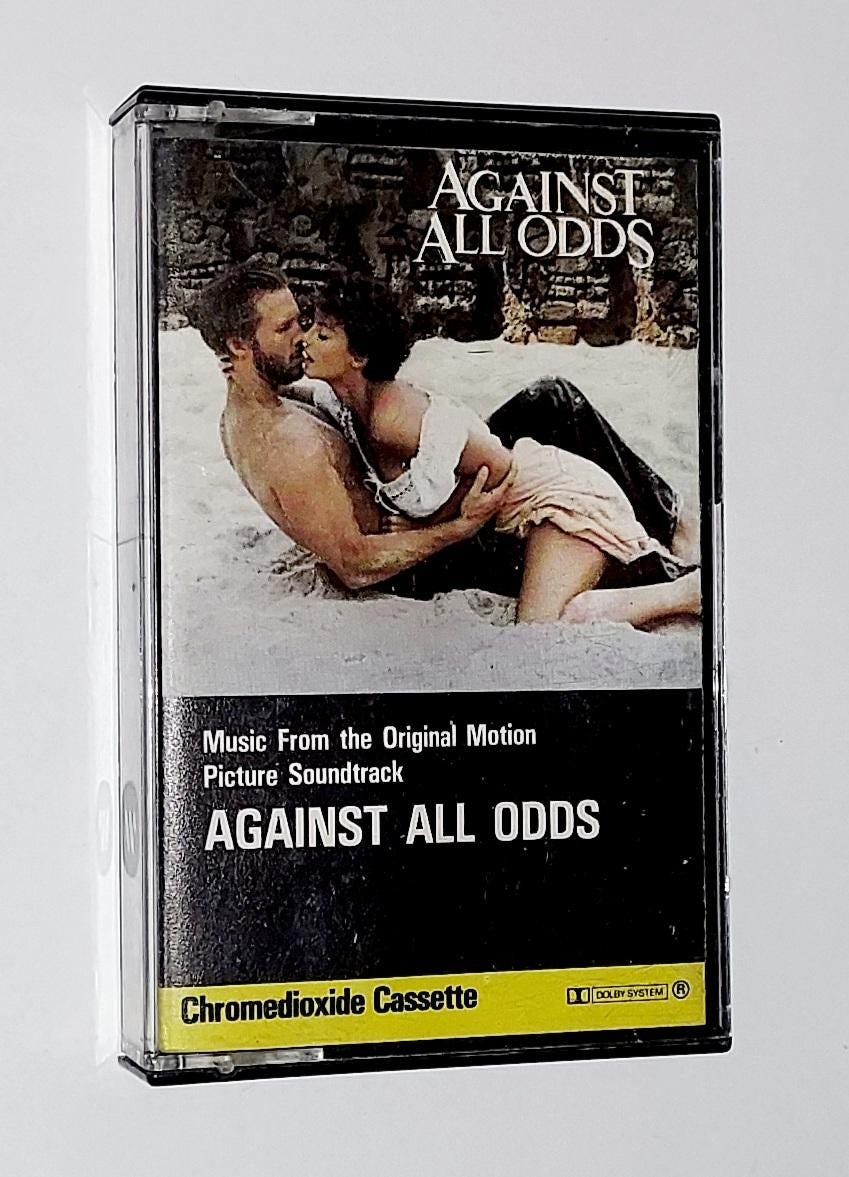 AGAINST
ALL ODDS
Music From the Original Motion
Picture Soundtrack
AGAINST ALL ODDS
Chromedioxide Cassette
DOLBY SYSTEM ®